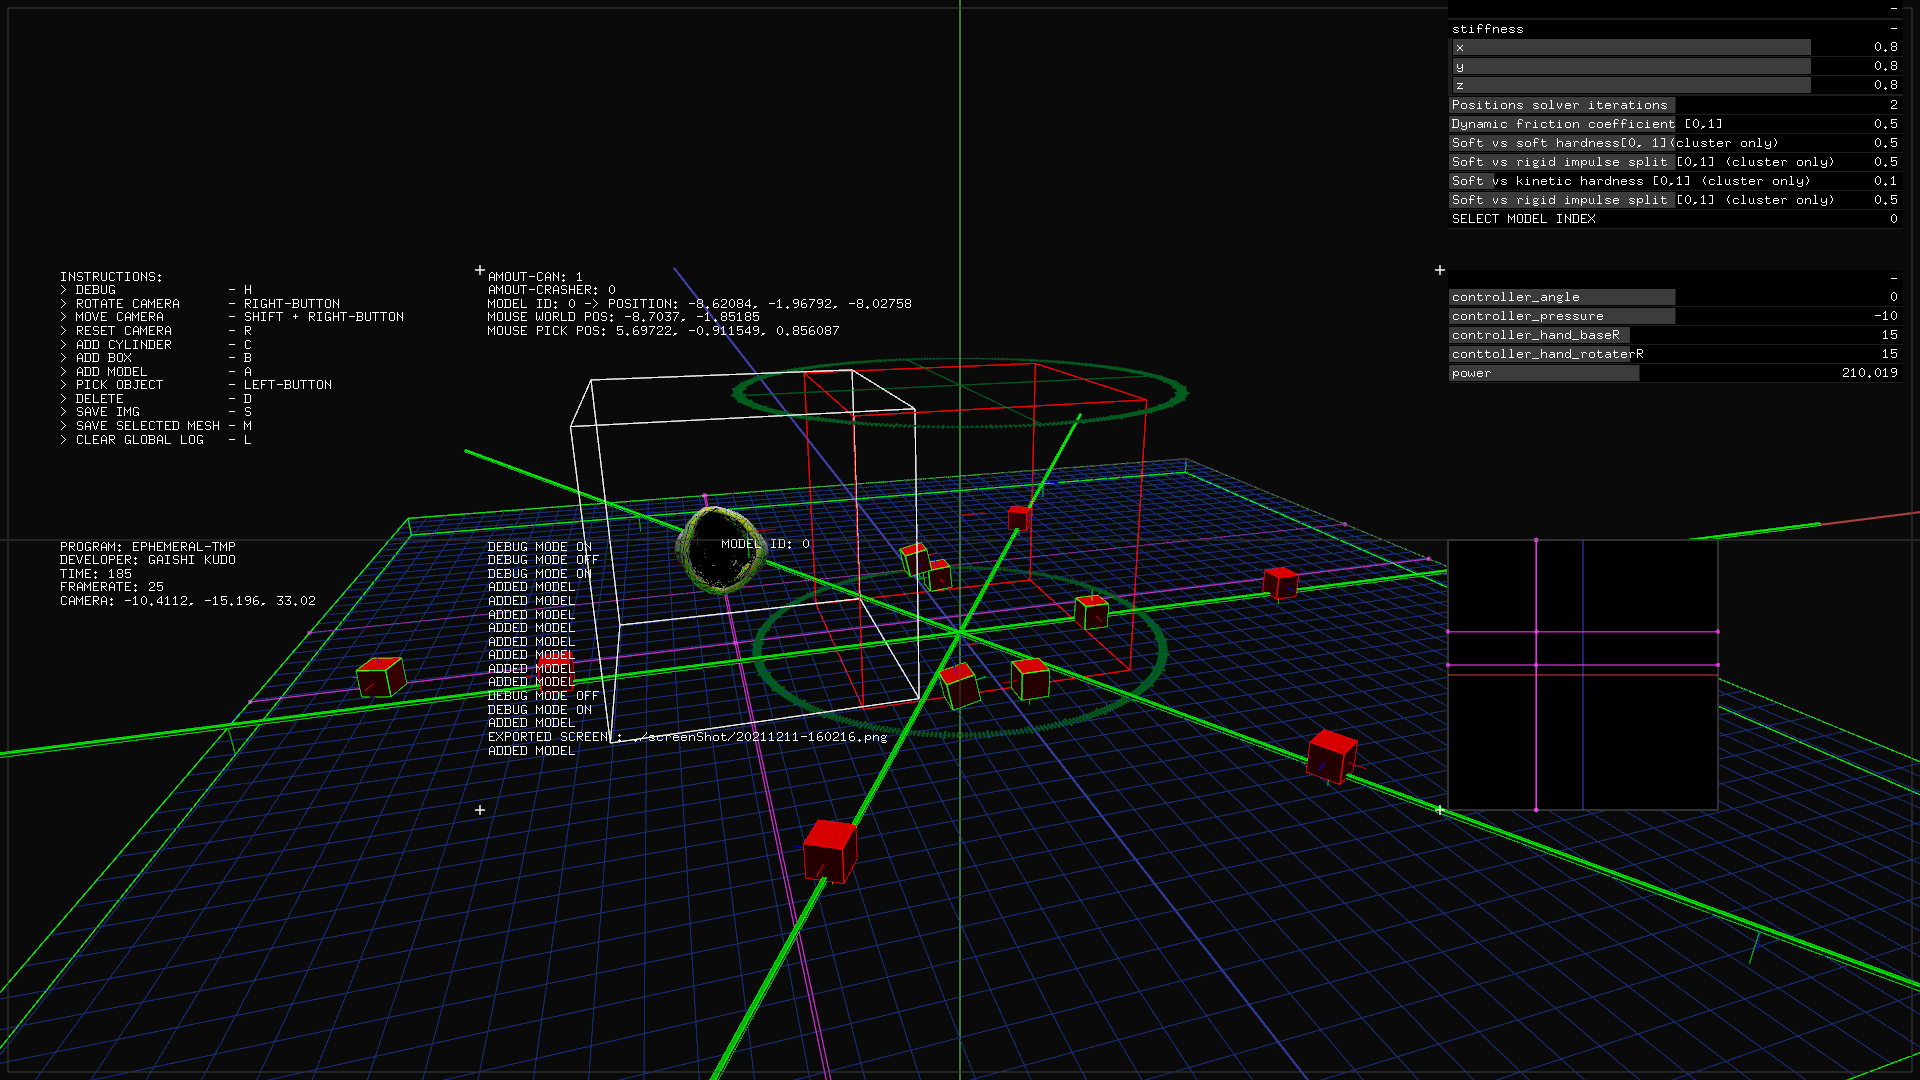 -
stiffness -
x 0.8
y 0.8
z 0.8
Positions solver iterations 2
Dynamic friction coefficient [0,1] 0.5
Soft vs soft hardness[0, 1](cluster only) 0.5
Soft vs rigid impulse split [0,1] (cluster only) 0.5
Soft vs kinetic hardness [0,1] (cluster only) 0.1
Soft vs rigid impulse split [0,1] (cluster only) 0.5
SELECT MODEL INDEX 0
INSTRUCTIONS:
> DEBUG - H
> ROTATE CAMERA - RIGHT-BUTTON
> MOVE CAMERA - SHIFT + RIGHT-BUTTON
> RESET CAMERA - R
> ADD CYLINDER - C
> ADD BOX - B
> ADD MODEL - A
> PICK OBJECT - LEFT-BUTTON
> DELETE - D
> SAVE IMG - S
> SAVE SELECTED MESH - M
> CLEAR GLOBAL LOG - L
AMOUT-CAN: 1
AMOUT-CRASHER: 0
MODEL ID: 0 -> POSITION: -8.62084, -1.96792, -8.02758
MOUSE WORLD POS: -8.7037, -1.85185
MOUSE PICK POS: 5.69722, -0.911549, 0.856087
-
controller_angle 0
controller_pressure -10
controller_hand_baseR 15
conttoller_hand_rotaterR 15
power 210.019
PROGRAM: EPHEMERAL-TMP
DEVELOPER: GAISHI KUDO
TIME: 185
FRAMERATE: 25
CAMERA: -10.4112, -15.196, 33.02
MODEL ID: 0
DEBUG MODE ON
DEBUG MODE OFF
DEBUG MODE ON
ADDED MODEL
ADDED MODEL
ADDED MODEL
ADDED MODEL
ADDED MODEL
ADDED MODEL
ADDED MODEL
ADDED MODEL
DEBUG MODE OFF
DEBUG MODE ON
ADDED MODEL
EXPORTED SCREEN : ./screenShot/20211211-160216.png
ADDED MODEL